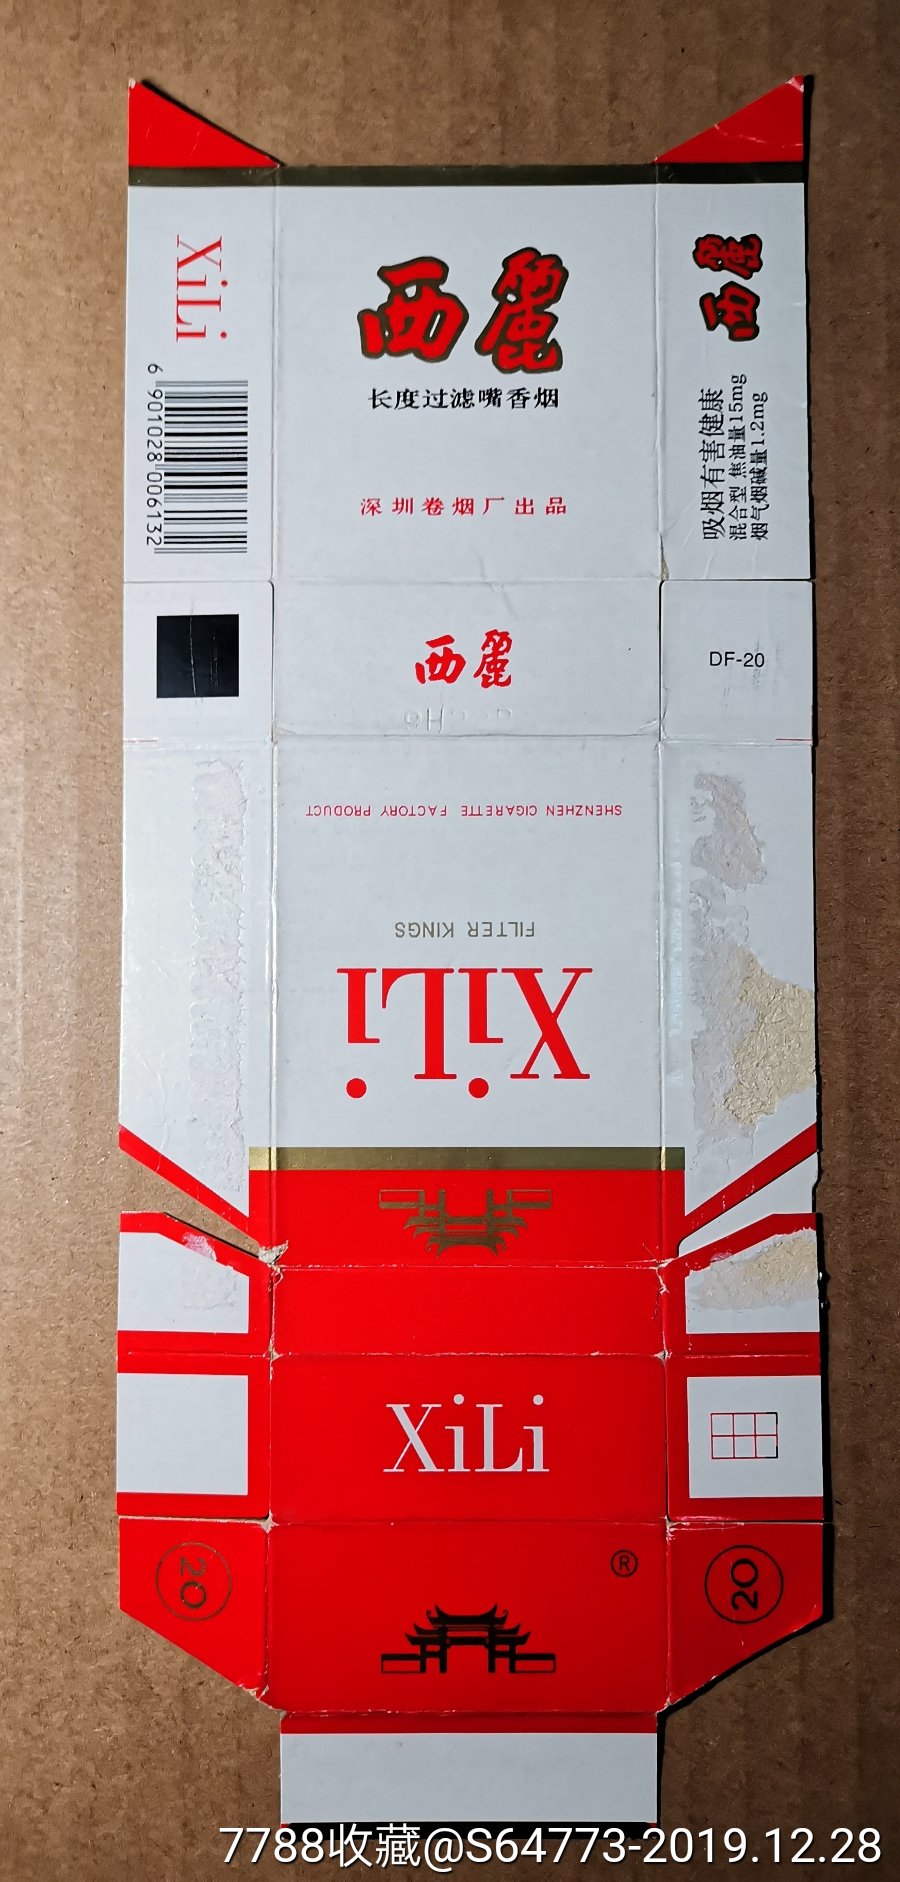 XiLi
6 901028 006132
西麗
长度过滤嘴香烟
深圳卷烟厂出品
西麗
吸烟有害健康
混合型 焦油量15mg
烟气烟碱量1.2mg
西麗
DF-20
SHENZHEN CIGARETTE FACTORY PRODUCT
FILTER KINGS
XiLi
XiLi
20
®
20
7788收藏@S64773-2019.12.28